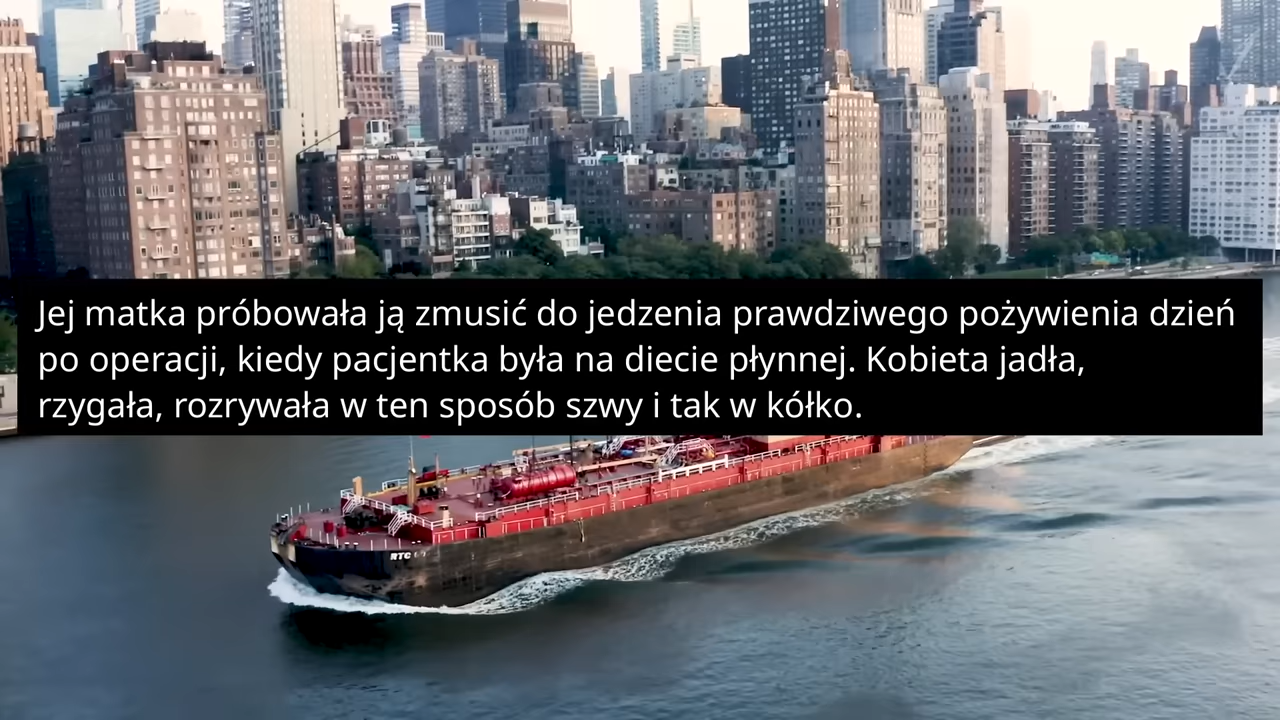 Jej matka próbowała ją zmusić do jedzenia prawdziwego pożywienia dzień
po operacji, kiedy pacjentka była na diecie płynnej. Kobieta jadła,
rzygała, rozrywała w ten sposób szwy i tak w kółko.
RTC